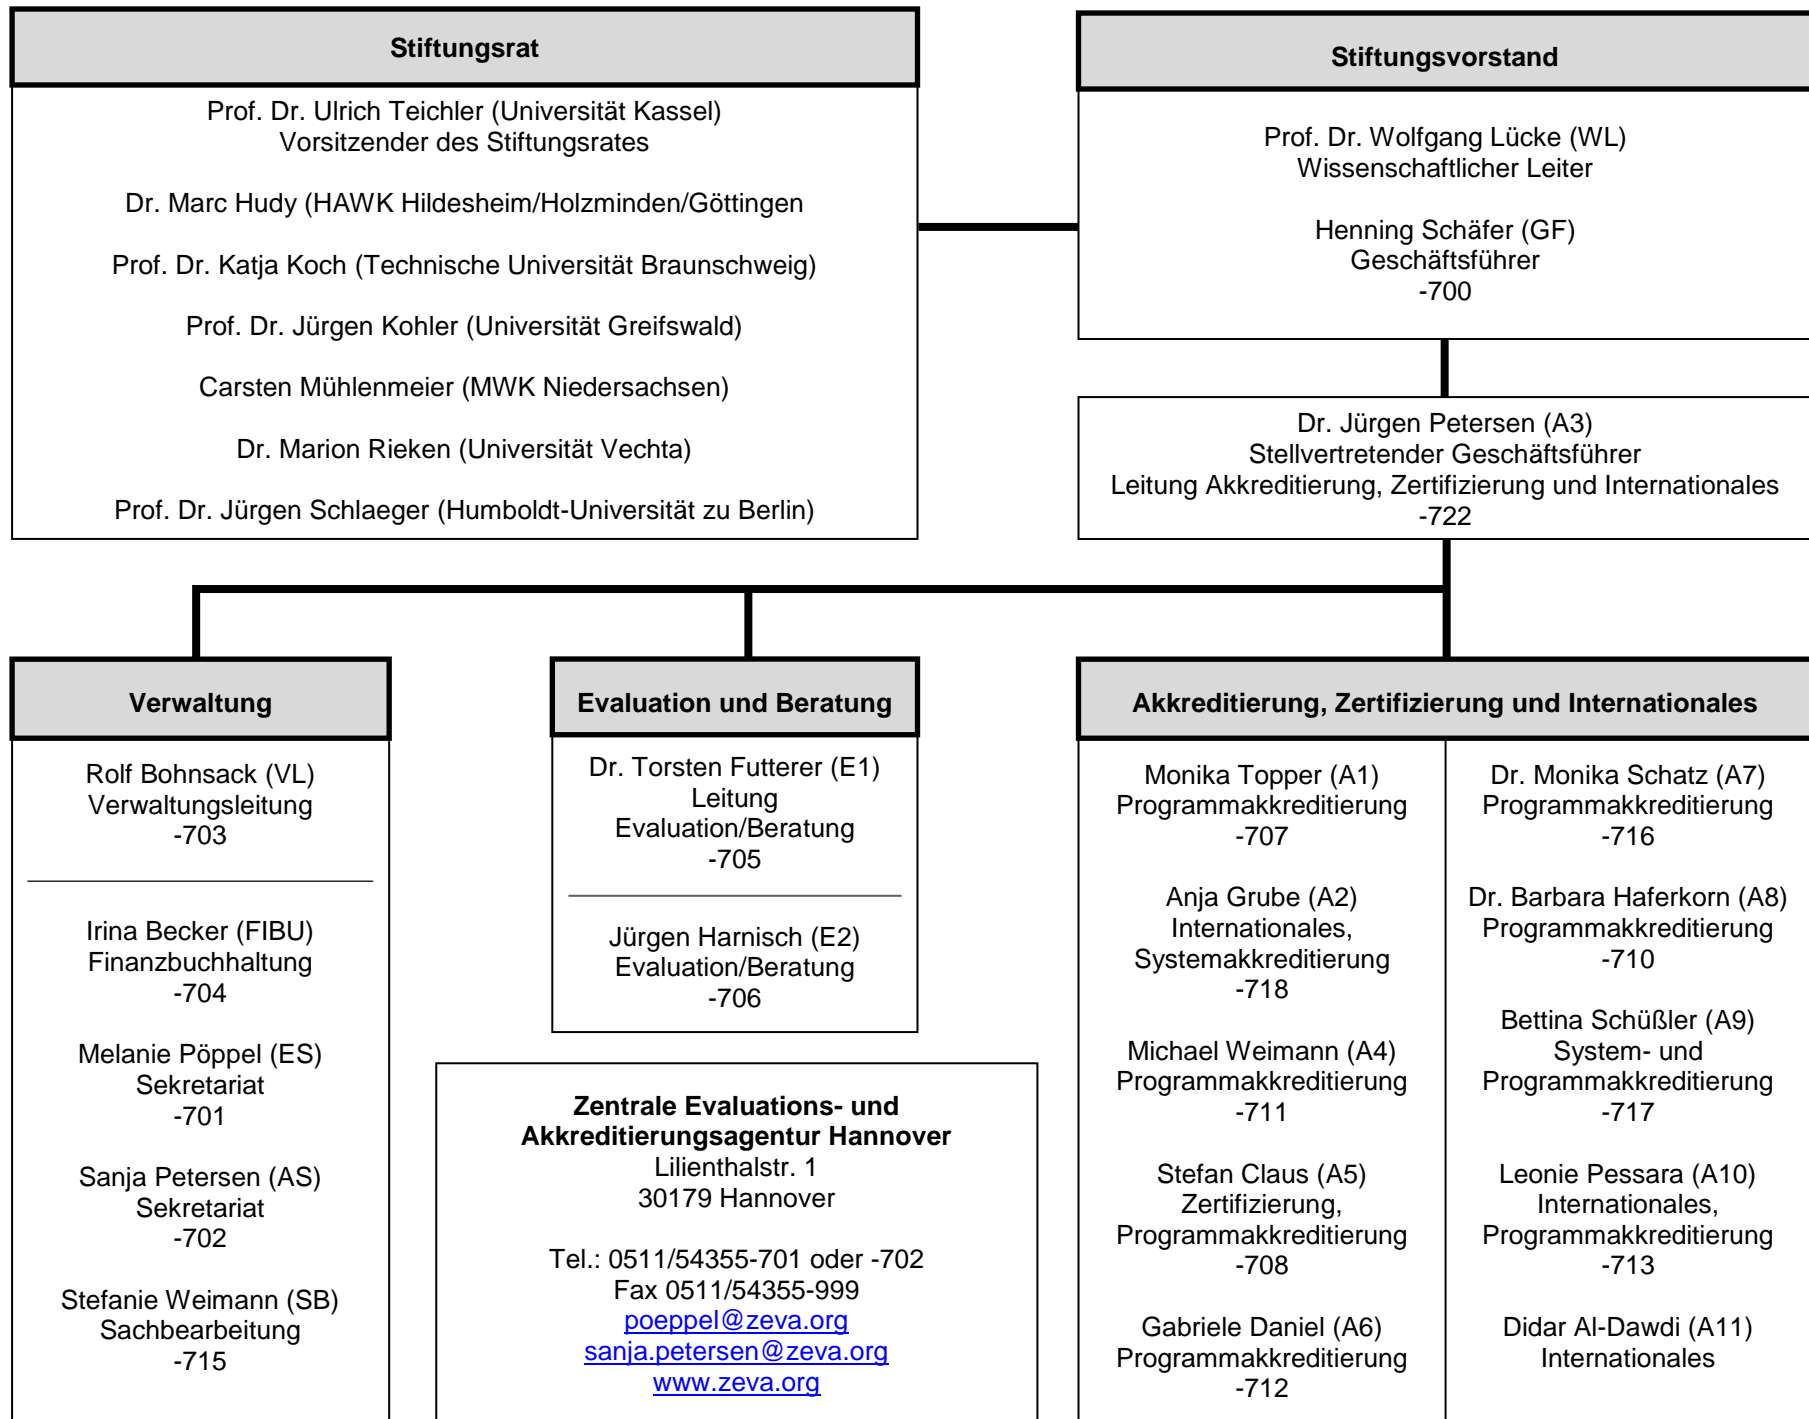 Stiftungsrat
Prof. Dr. Ulrich Teichler (Universität Kassel)
Vorsitzender des Stiftungsrates
Dr. Marc Hudy (HAWK Hildesheim/Holzminden/Göttingen
Prof. Dr. Katja Koch (Technische Universität Braunschweig)
Prof. Dr. Jürgen Kohler (Universität Greifswald)
Carsten Mühlenmeier (MWK Niedersachsen)
Dr. Marion Rieken (Universität Vechta)
Prof. Dr. Jürgen Schlaeger (Humboldt-Universität zu Berlin)
Stiftungsvorstand
Prof. Dr. Wolfgang Lücke (WL)
Wissenschaftlicher Leiter
Henning Schäfer (GF)
Geschäftsführer
-700
Dr. Jürgen Petersen (A3)
Stellvertretender Geschäftsführer
Leitung Akkreditierung, Zertifizierung und Internationales
-722
Verwaltung
Rolf Bohnsack (VL)
Verwaltungsleitung
-703
Irina Becker (FIBU)
Finanzbuchhaltung
-704
Melanie Pöppel (ES)
Sekretariat
-701
Sanja Petersen (AS)
Sekretariat
-702
Stefanie Weimann (SB)
Sachbearbeitung
-715
Evaluation und Beratung
Dr. Torsten Futterer (E1)
Leitung
Evaluation/Beratung
-705
Jürgen Harnisch (E2)
Evaluation/Beratung
-706
Zentrale Evaluations- und
Akkreditierungsagentur Hannover
Lilienthalstr. 1
30179 Hannover
Tel.: 0511/54355-701 oder -702
Fax 0511/54355-999
poeppel@zeva.org
sanja.petersen@zeva.org
www.zeva.org
Akkreditierung, Zertifizierung und Internationales
Monika Topper (A1)
Programmakkreditierung
-707
Anja Grube (A2)
Internationales,
Systemakkreditierung
-718
Michael Weimann (A4)
Programmakkreditierung
-711
Stefan Claus (A5)
Zertifizierung,
Programmakkreditierung
-708
Gabriele Daniel (A6)
Programmakkreditierung
-712
Dr. Monika Schatz (A7)
Programmakkreditierung
-716
Dr. Barbara Haferkorn (A8)
Programmakkreditierung
-710
Bettina Schüßler (A9)
System- und
Programmakkreditierung
-717
Leonie Pessara (A10)
Internationales,
Programmakkreditierung
-713
Didar Al-Dawdi (A11)
Internationales